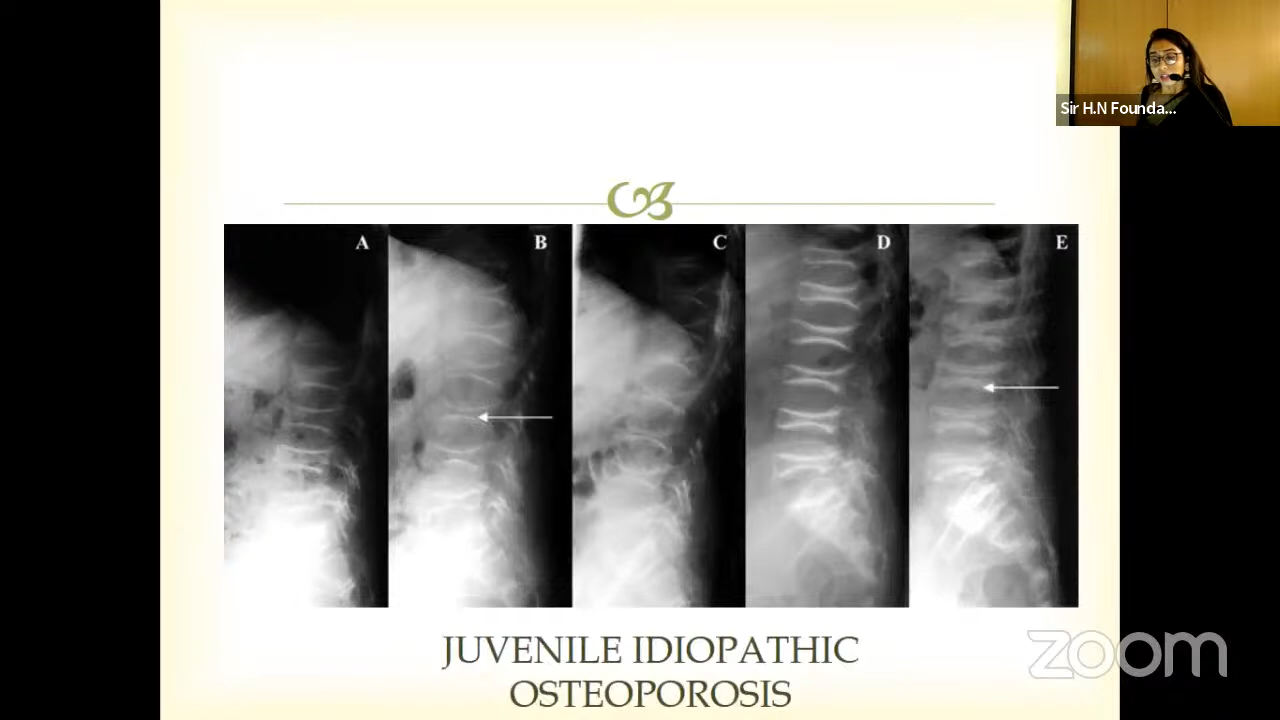 Sir H.N Founda...
A
B
C
D
E
JUVENILE IDIOPATHIC
OSTEOPOROSIS
zoom